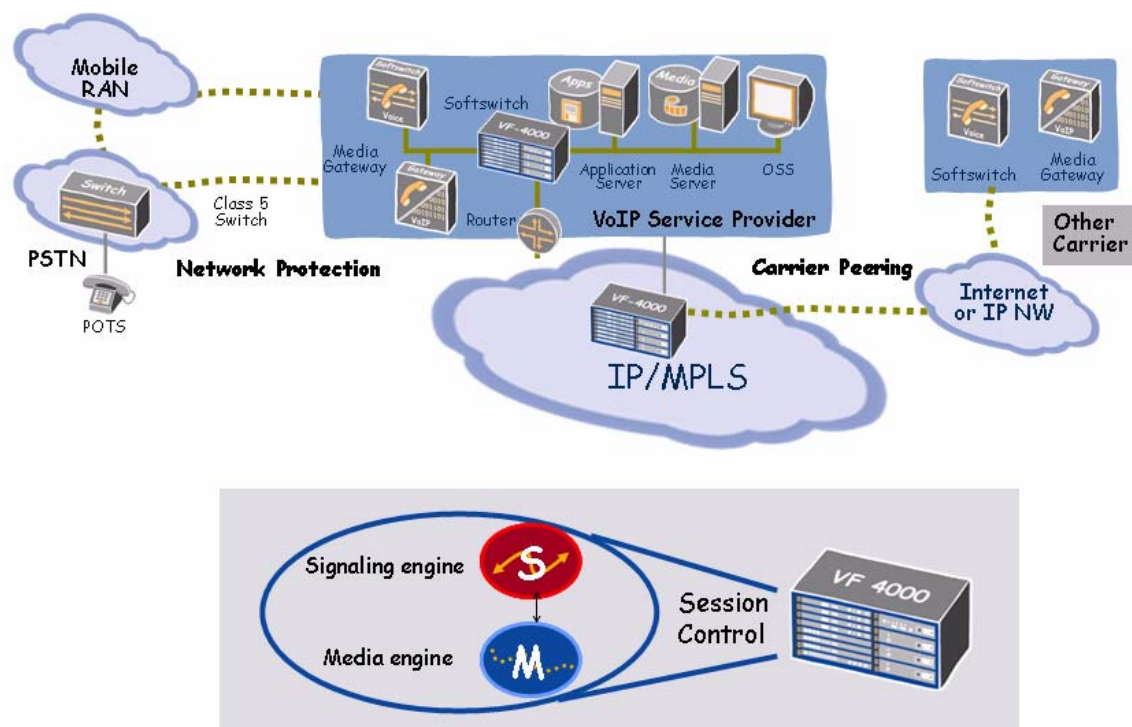 Mobile
RAN
Switch
PSTN
POTS
Class 5
Switch
Network Protection
Softswitch
Voice
Softswitch
Media
Gateway
Gateway
VoIP
VF-4000
Router
Apps
Application
Server
Media
Media
Server
OSS
VoIP Service Provider
VF-4000
IP/MPLS
Carrier Peering
Internet
or IP NW
Softswitch
Voice
Softswitch
Gateway
VoIP
Media
Gateway
Other
Carrier
Signaling engine
S
Media engine
M
Session
Control
VF 4000